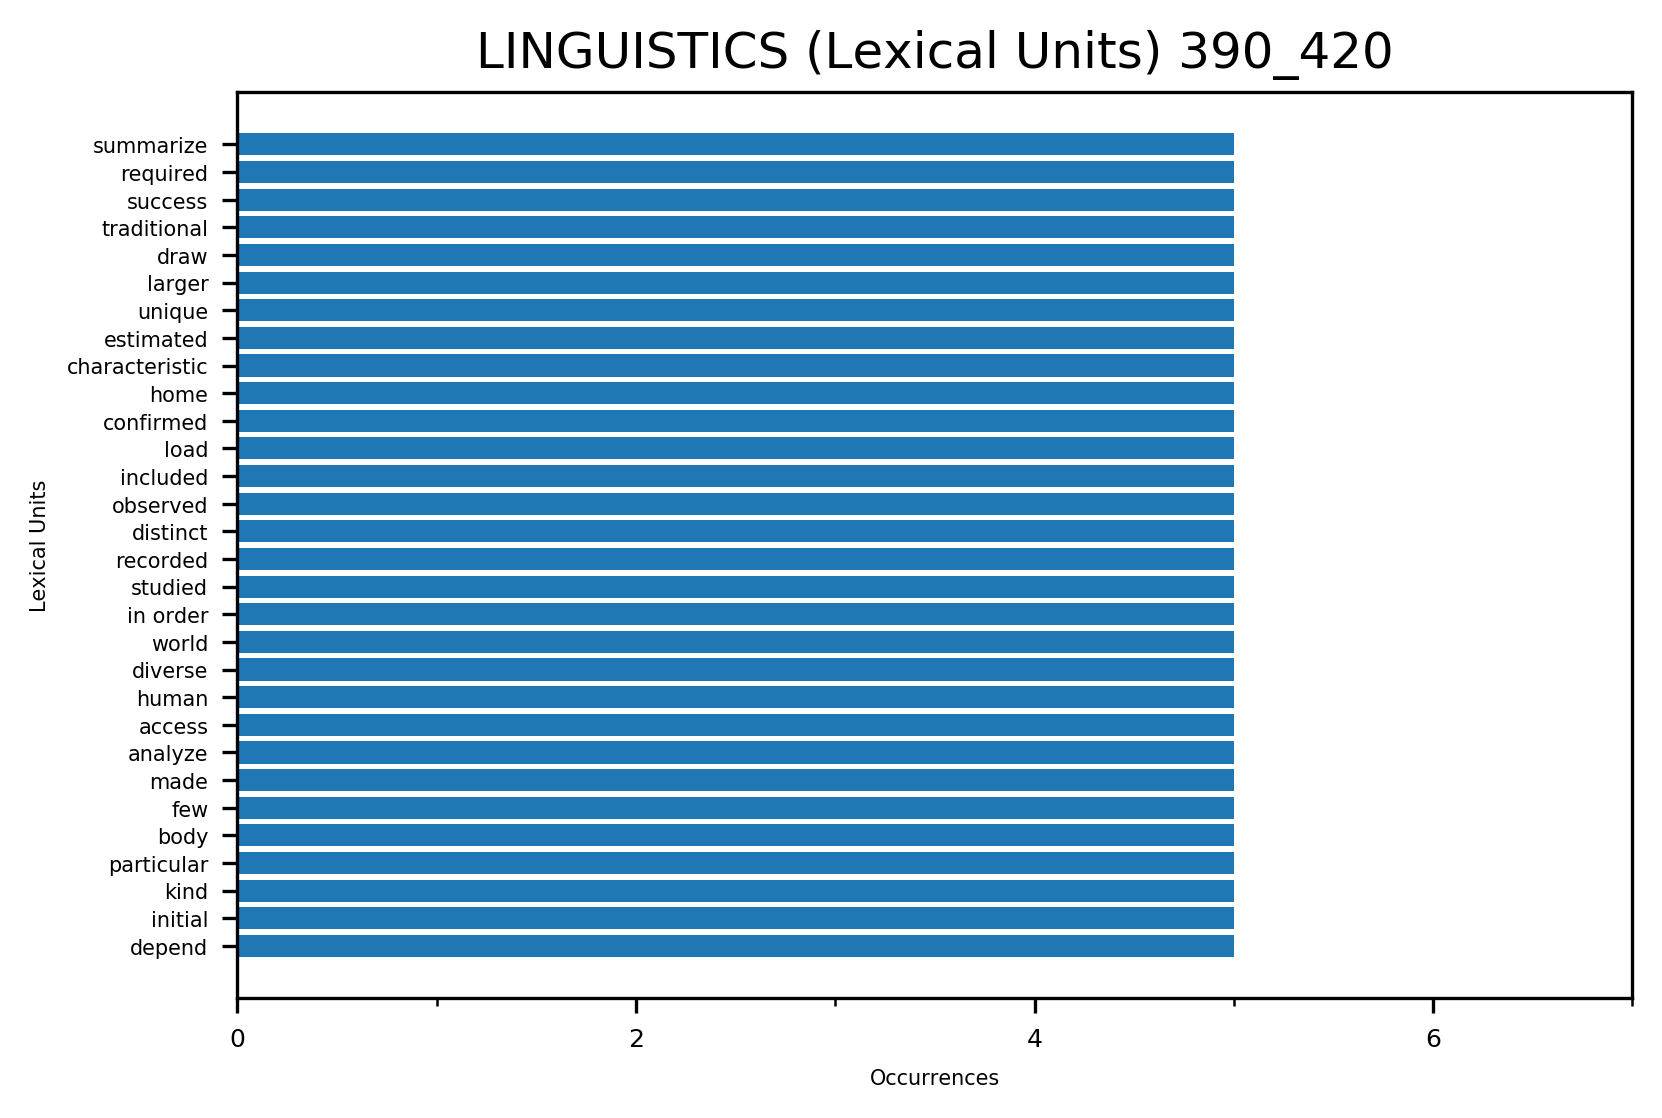 LINGUISTICS (Lexical Units) 390_420
summarize
required
success
traditional
draw
larger
unique
estimated
characteristic
home
confirmed
load
included
observed
distinct
recorded
studied
in order
world
diverse
human
access
analyze
made
few
body
particular
kind
initial
depend
Lexical Units
0 2 4 6
Occurrences